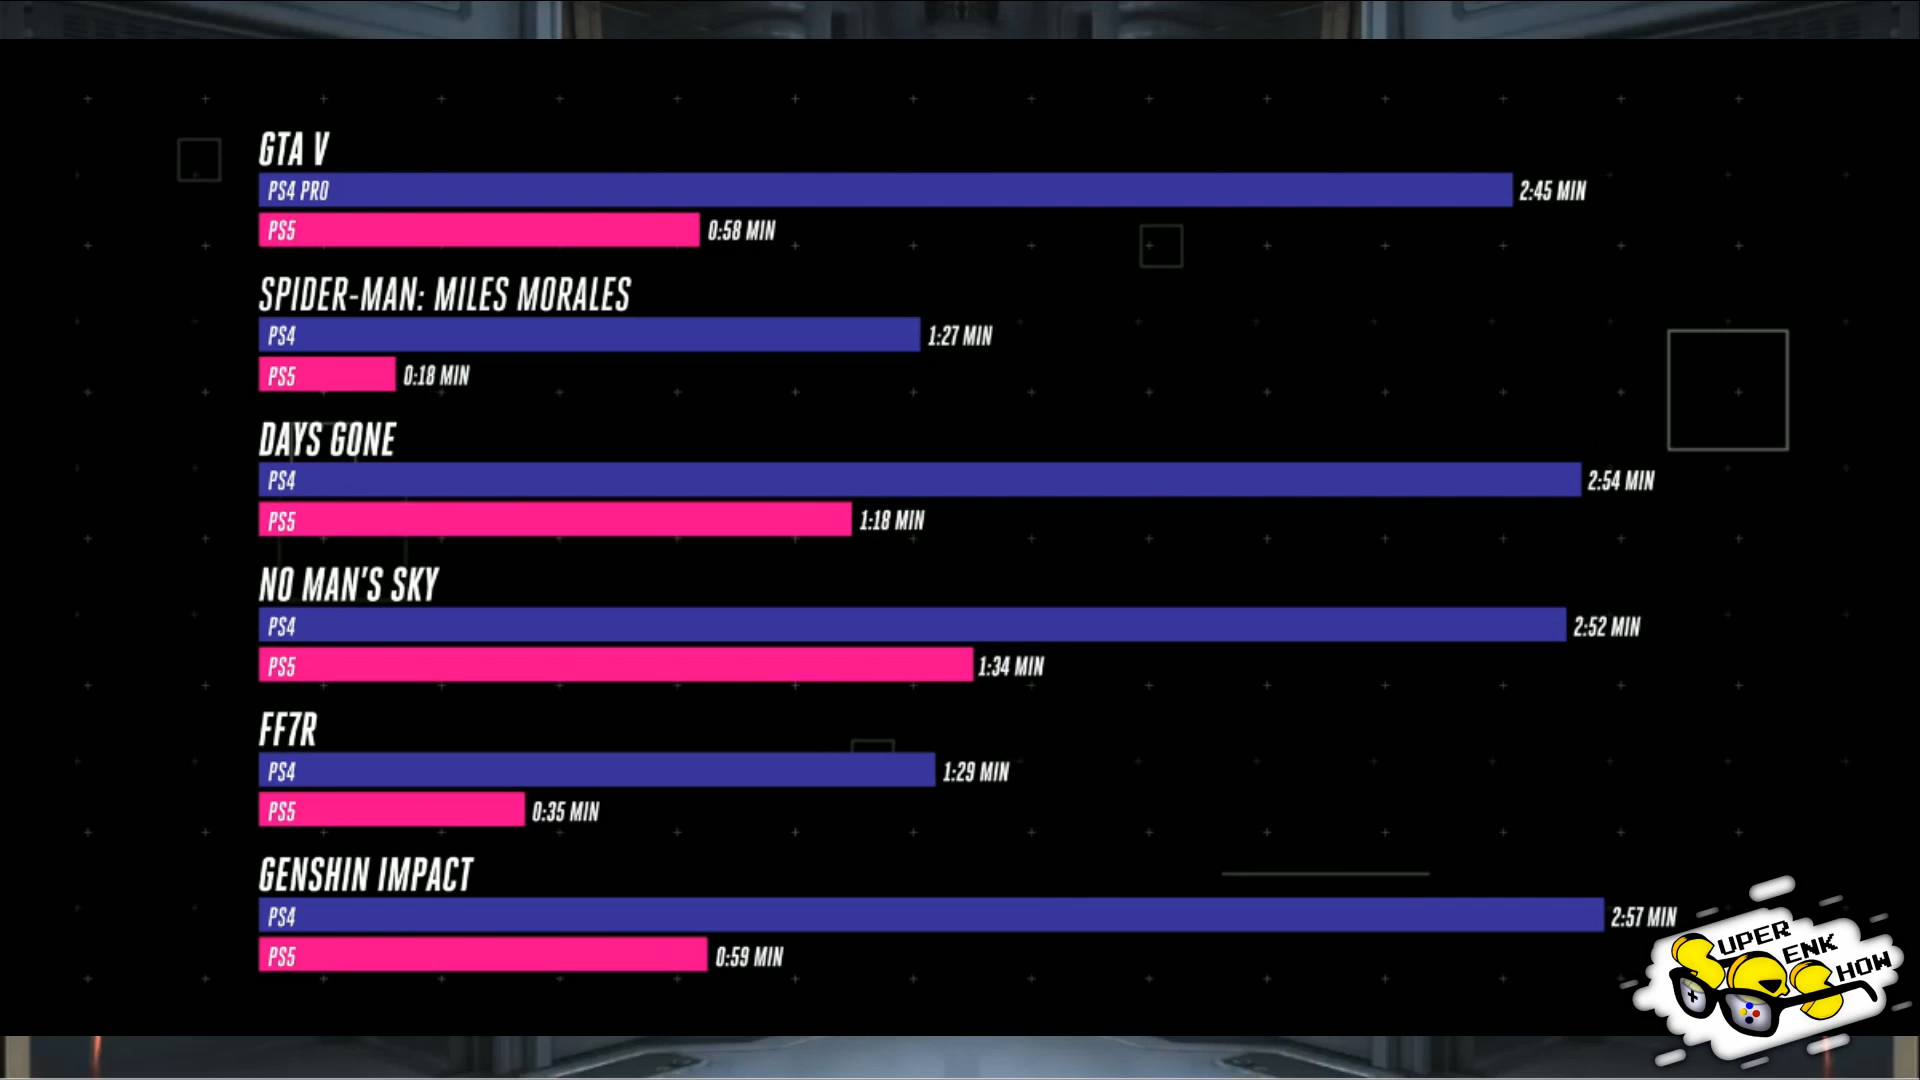 GTA V
PS4 PRO 2:45 MIN
PS5 0:58 MIN
SPIDER-MAN: MILES MORALES
PS4 1:27 MIN
PS5 0:18 MIN
DAYS GONE
PS4 2:54 MIN
PS5 1:18 MIN
NO MAN'S SKY
PS4 2:52 MIN
PS5 1:34 MIN
FF7R
PS4 1:29 MIN
PS5 0:35 MIN
GENSHIN IMPACT
PS4 2:57 MIN
PS5 0:59 MIN
SUPER
GENK
SHOW